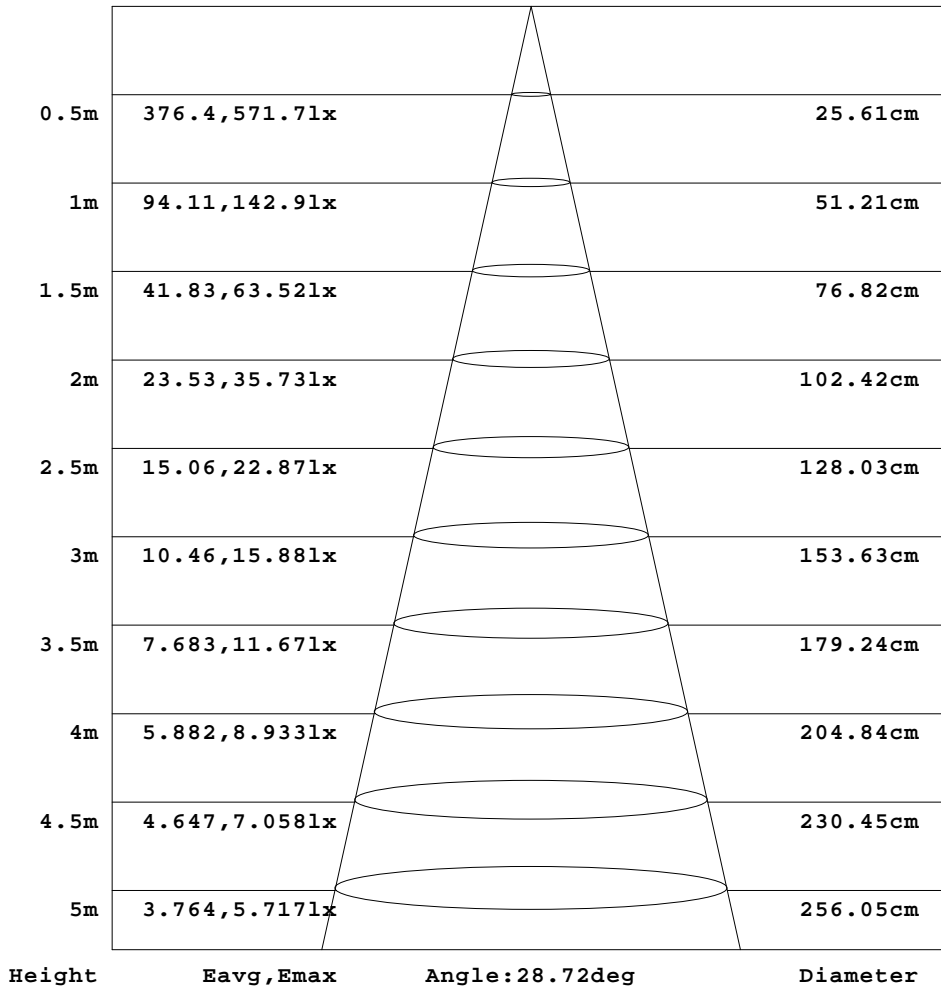 0.5m 376.4,571.7lx 25.61cm
1m 94.11,142.9lx 51.21cm
1.5m 41.83,63.52lx 76.82cm
2m 23.53,35.73lx 102.42cm
2.5m 15.06,22.87lx 128.03cm
3m 10.46,15.88lx 153.63cm
3.5m 7.683,11.67lx 179.24cm
4m 5.882,8.933lx 204.84cm
4.5m 4.647,7.058lx 230.45cm
5m 3.764,5.717lx 256.05cm
Height Eavg,Emax Angle:28.72deg Diameter